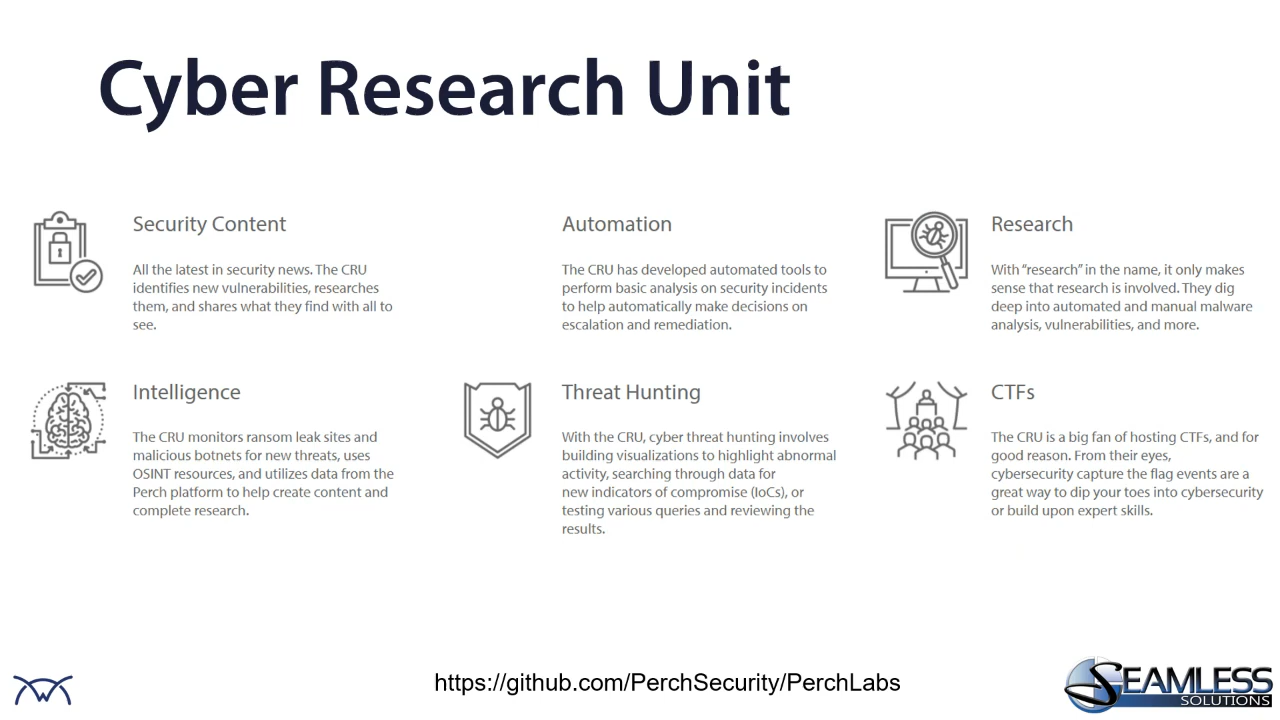 Cyber Research Unit
Security Content
All the latest in security news. The CRU
identifies new vulnerabilities, researches
them, and shares what they find with all to
see.
Automation
The CRU has developed automated tools to
perform basic analysis on security incidents
to help automatically make decisions on
escalation and remediation.
Research
With “research” in the name, it only makes
sense that research is involved. They dig
deep into automated and manual malware
analysis, vulnerabilities, and more.
Intelligence
The CRU monitors ransom leak sites and
malicious botnets for new threats, uses
OSINT resources, and utilizes data from the
Perch platform to help create content and
complete research.
Threat Hunting
With the CRU, cyber threat hunting involves
building visualizations to highlight abnormal
activity, searching through data for
new indicators of compromise (IoCs), or
testing various queries and reviewing the
results.
CTFs
The CRU is a big fan of hosting CTFs, and for
good reason. From their eyes,
cybersecurity capture the flag events are a
great way to dip your toes into cybersecurity
or build upon expert skills.
https://github.com/PerchSecurity/PerchLabs
SEAMLESS
SOLUTIONS